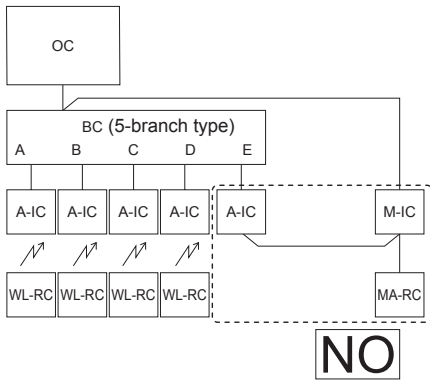 OC
BC (5-branch type)
A B C D E
A-IC A-IC A-IC A-IC A-IC M-IC
WL-RC WL-RC WL-RC WL-RC MA-RC
NO